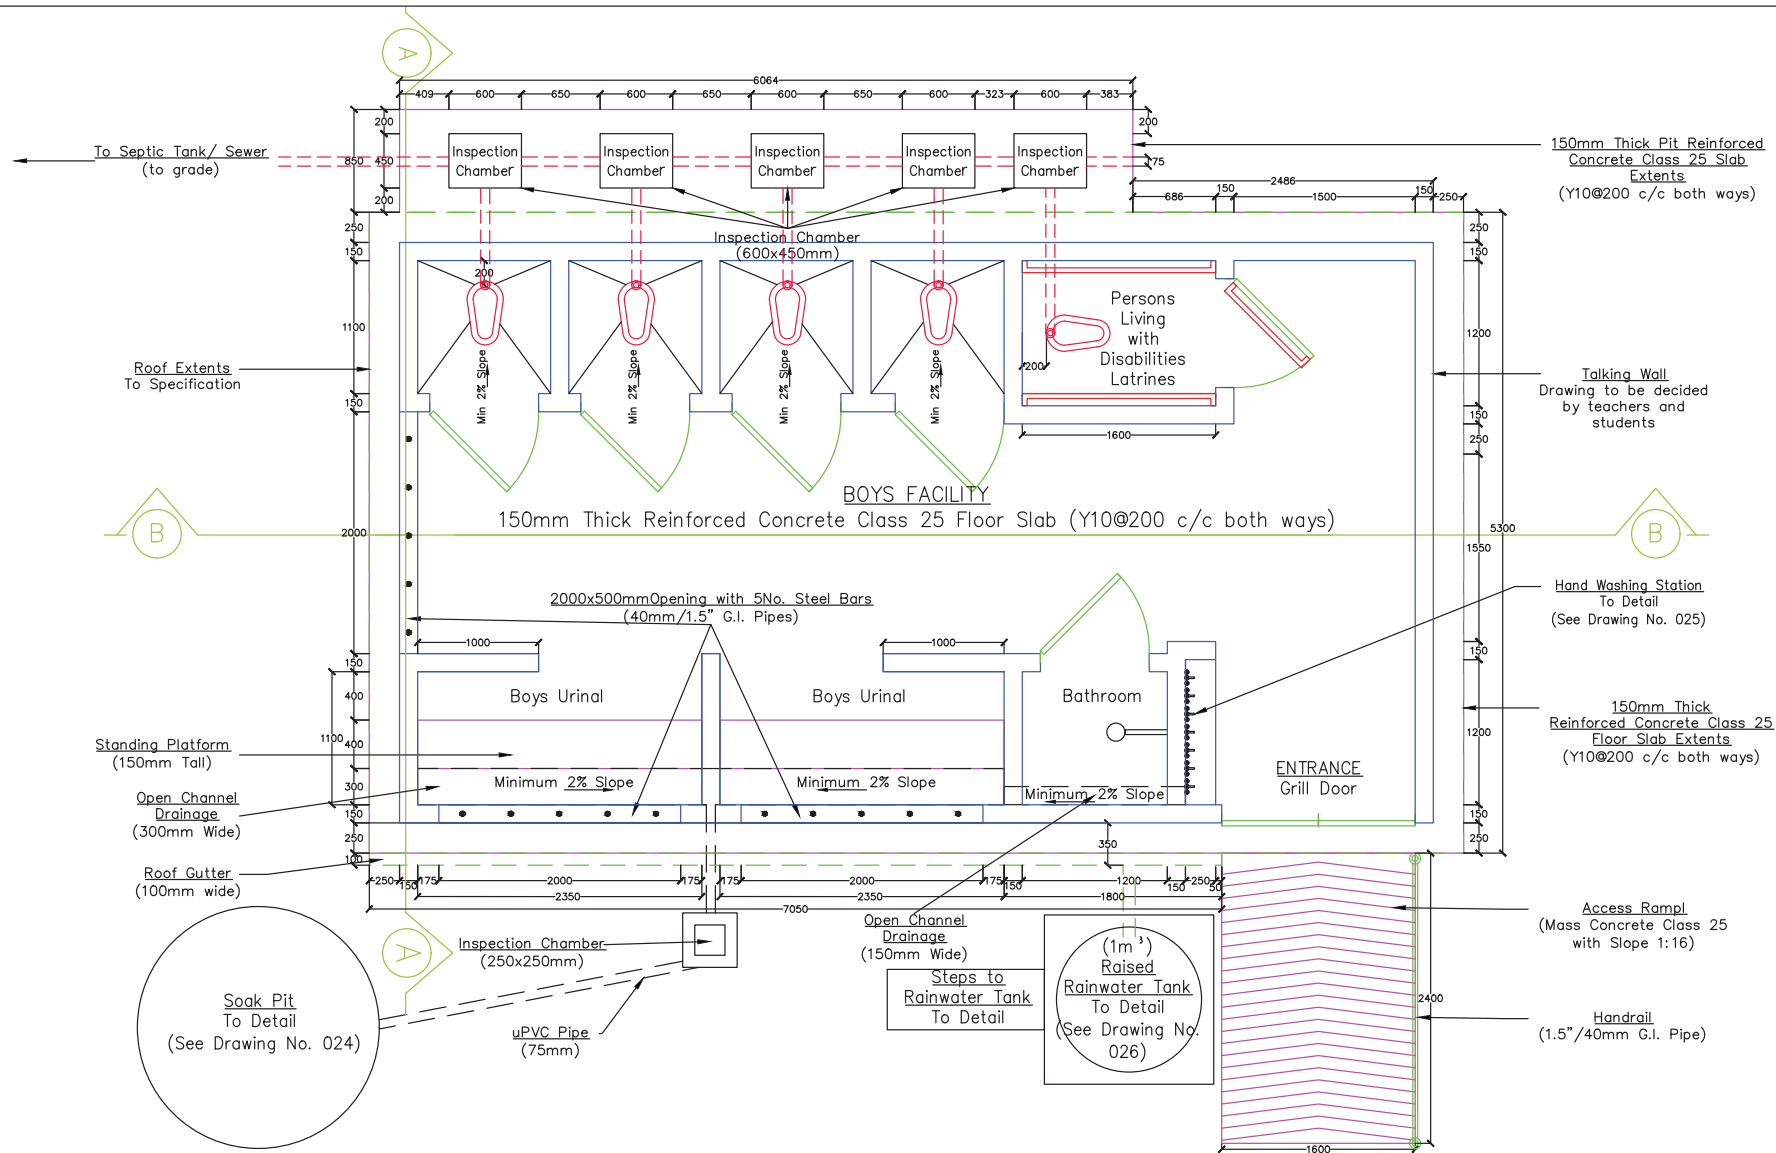 A
6064
409
600
650
600
650
600
650
600
323
600
383
200
850
450
200
200
75
To Septic Tank/ Sewer
(to grade)
Inspection
Chamber
Inspection
Chamber
Inspection
Chamber
Inspection
Chamber
Inspection
Chamber
150mm Thick Pit Reinforced
Concrete Class 25 Slab
Extents
(Y10@200 c/c both ways)
2486
686
150
1500
150
250
Inspection Chamber
(600x450mm)
250
150
1100
150
2000
150
400
400
300
150
250
100
1100
200
Min 2% Slope
Min 2% Slope
Min 2% Slope
Min 2% Slope
Persons
Living
with
Disabilities
Latrines
200
1600
250
150
1200
150
250
1550
150
1200
150
250
5300
Roof Extents
To Specification
Talking Wall
Drawing to be decided
by teachers and
students
BOYS FACILITY
150mm Thick Reinforced Concrete Class 25 Floor Slab (Y10@200 c/c both ways)
B
B
2000x500mmOpening with 5No. Steel Bars
(40mm/1.5" G.I. Pipes)
1000
1000
Hand Washing Station
To Detail
(See Drawing No. 025)
Boys Urinal
Boys Urinal
Bathroom
Standing Platform
(150mm Tall)
150mm Thick
Reinforced Concrete Class 25
Floor Slab Extents
(Y10@200 c/c both ways)
Minimum 2% Slope
Minimum 2% Slope
Minimum 2% Slope
ENTRANCE
Grill Door
Open Channel
Drainage
(300mm Wide)
350
Roof Gutter
(100mm wide)
250
150
175
2000
175
175
2000
175
150
1200
150
250
50
2350
2350
1800
7050
Open Channel
Drainage
(150mm Wide)
A
Inspection Chamber
(250x250mm)
Access Rampl
(Mass Concrete Class 25
with Slope 1:16)
Soak Pit
To Detail
(See Drawing No. 024)
uPVC Pipe
(75mm)
Steps to
Rainwater Tank
To Detail
(1m³)
Raised
Rainwater Tank
To Detail
(See Drawing No.
026)
2400
Handrail
(1.5"/40mm G.I. Pipe)
1600